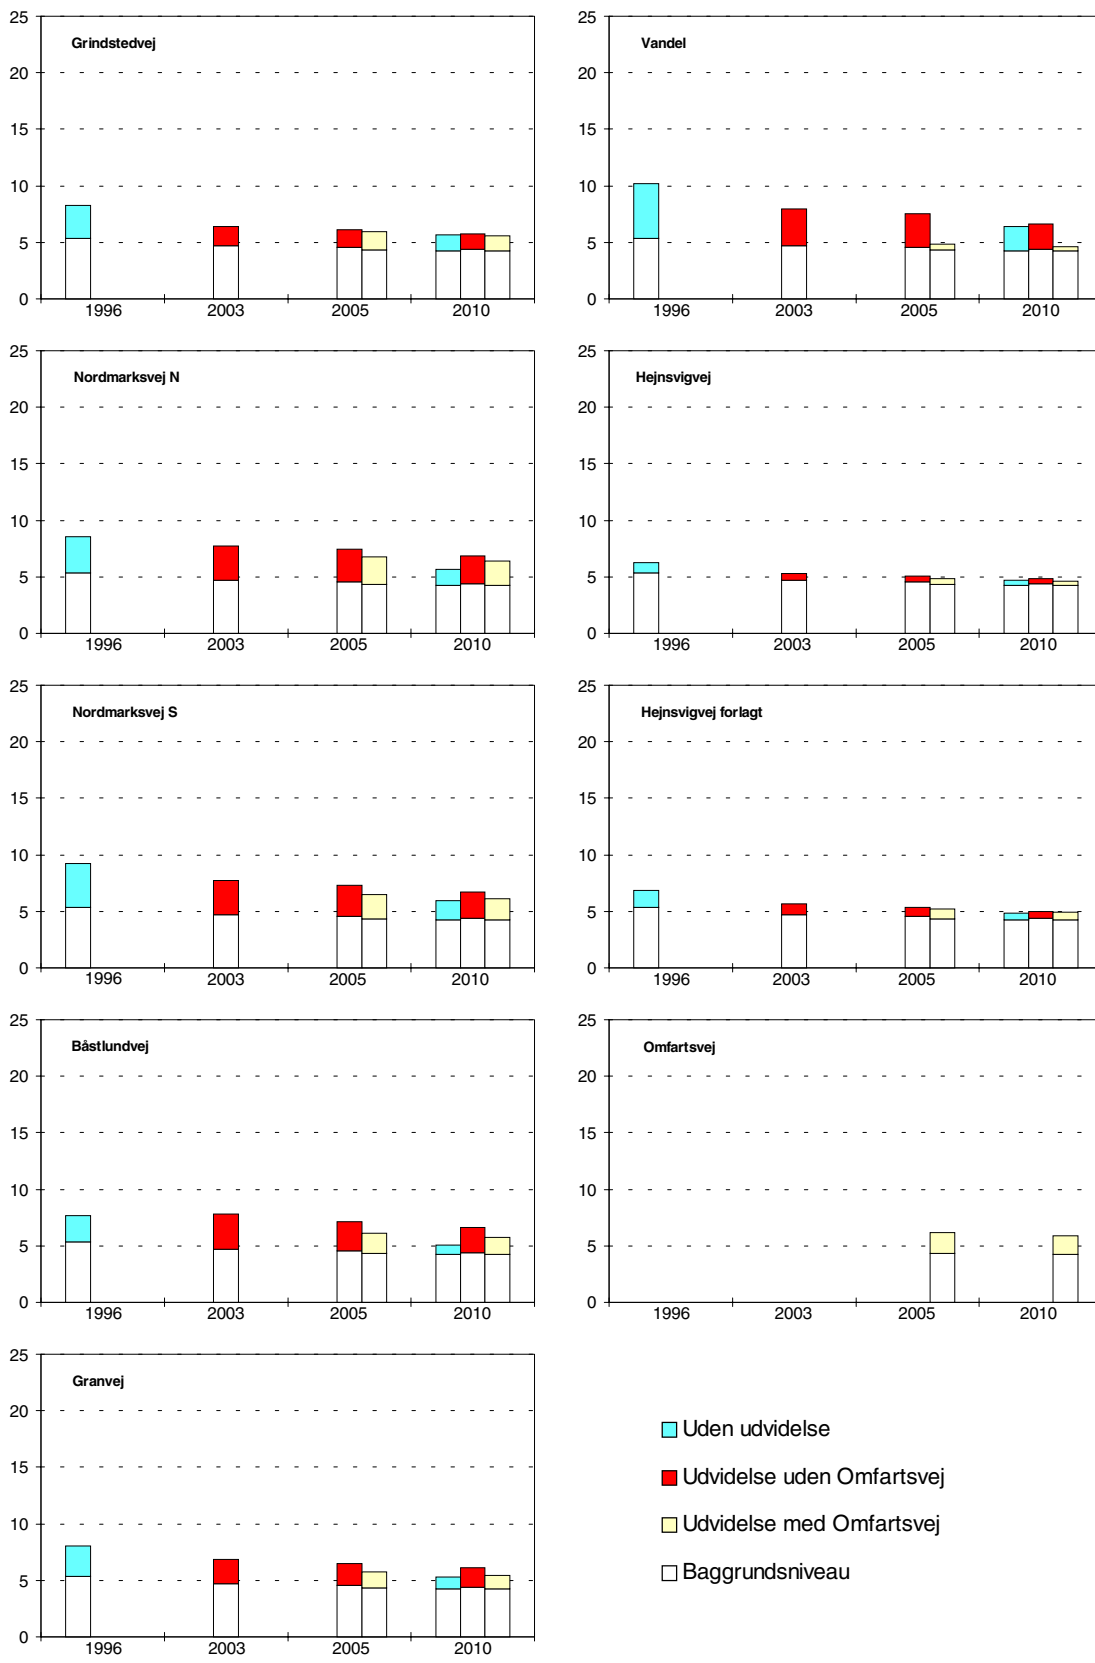 Grindstedvej
25
20
15
10
5
0
1996 2003 2005 2010
Vandel
25
20
15
10
5
0
1996 2003 2005 2010
Nordmarksvej N
25
20
15
10
5
0
1996 2003 2005 2010
Hejnsvigvej
25
20
15
10
5
0
1996 2003 2005 2010
Nordmarksvej S
25
20
15
10
5
0
1996 2003 2005 2010
Hejnsvigvej forlagt
25
20
15
10
5
0
1996 2003 2005 2010
Båstlundvej
25
20
15
10
5
0
1996 2003 2005 2010
Omfartsvej
25
20
15
10
5
0
1996 2003 2005 2010
Granvej
25
20
15
10
5
0
1996 2003 2005 2010
Uden udvidelse
Udvidelse uden Omfartsvej
Udvidelse med Omfartsvej
Baggrundsniveau